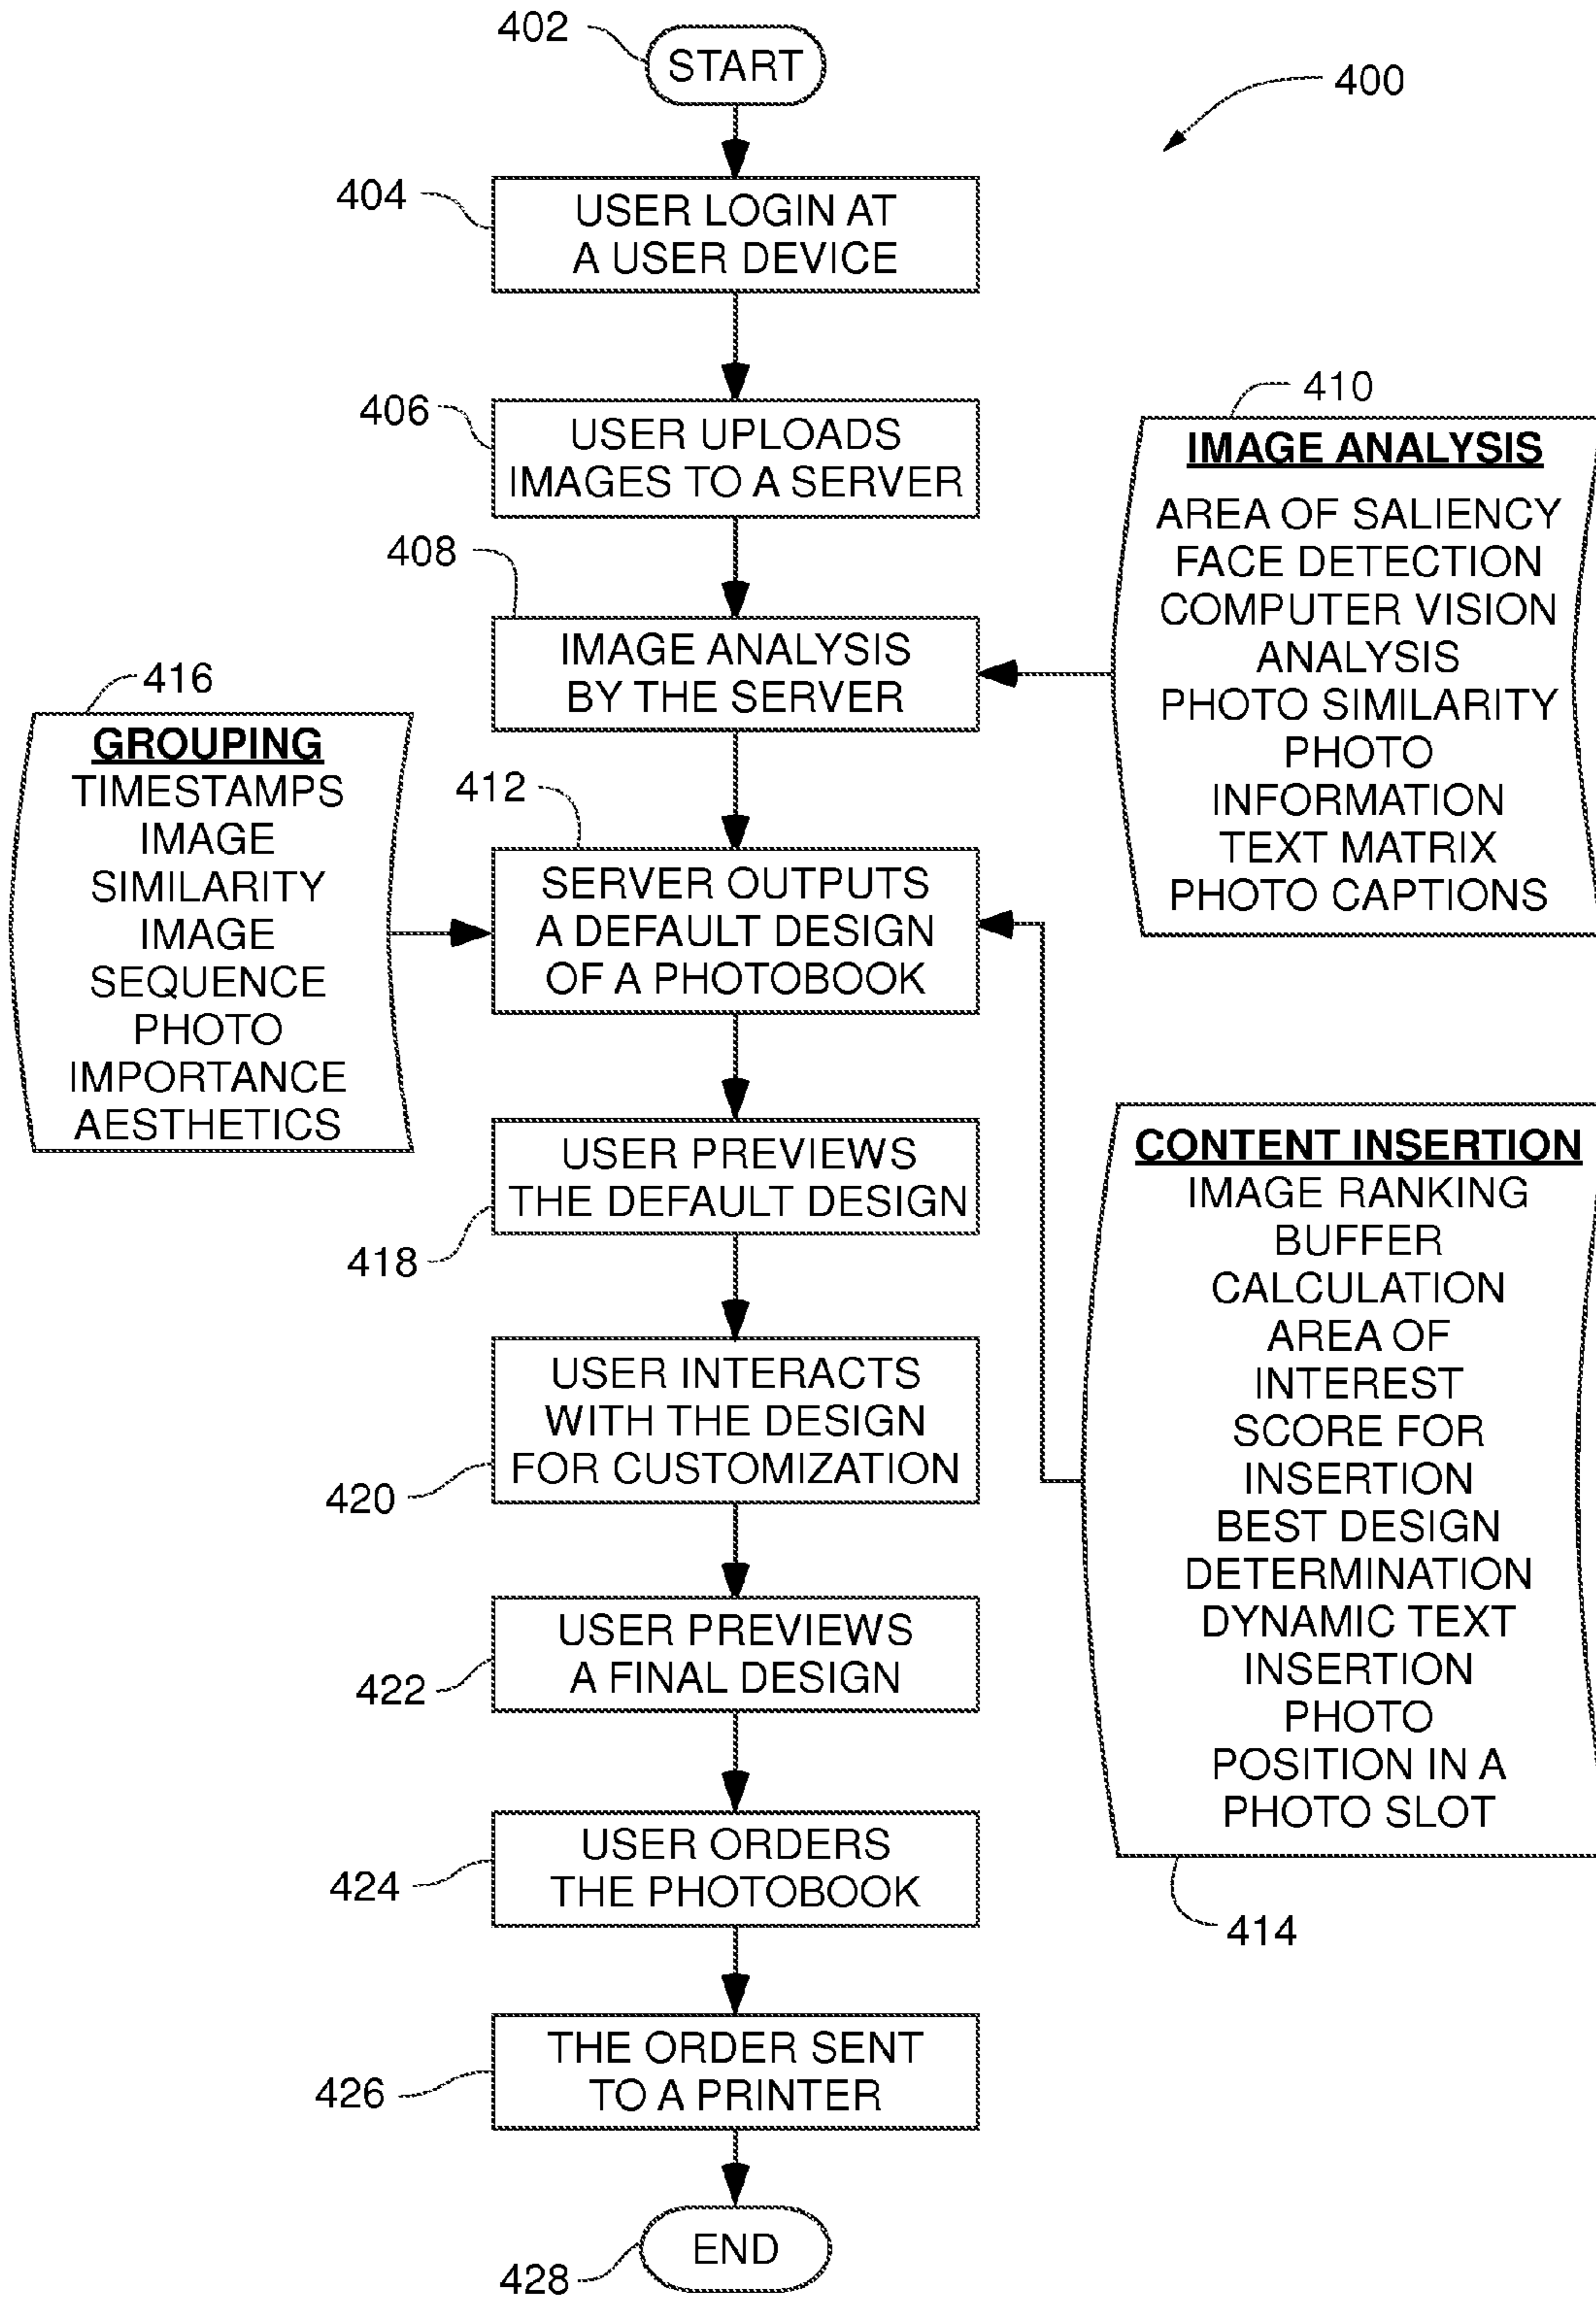 402
START
400
404
USER LOGIN AT
A USER DEVICE
406
USER UPLOADS
IMAGES TO A SERVER
410
IMAGE ANALYSIS
AREA OF SALIENCY
FACE DETECTION
COMPUTER VISION
ANALYSIS
PHOTO SIMILARITY
PHOTO
INFORMATION
TEXT MATRIX
PHOTO CAPTIONS
408
IMAGE ANALYSIS
BY THE SERVER
416
GROUPING
TIMESTAMPS
IMAGE
SIMILARITY
IMAGE
SEQUENCE
PHOTO
IMPORTANCE
AESTHETICS
412
SERVER OUTPUTS
A DEFAULT DESIGN
OF A PHOTOBOOK
CONTENT INSERTION
IMAGE RANKING
BUFFER
CALCULATION
AREA OF
INTEREST
SCORE FOR
INSERTION
BEST DESIGN
DETERMINATION
DYNAMIC TEXT
INSERTION
PHOTO
POSITION IN A
PHOTO SLOT
414
USER PREVIEWS
THE DEFAULT DESIGN
418
USER INTERACTS
WITH THE DESIGN
FOR CUSTOMIZATION
420
USER PREVIEWS
A FINAL DESIGN
422
USER ORDERS
THE PHOTOBOOK
424
THE ORDER SENT
TO A PRINTER
426
END
428